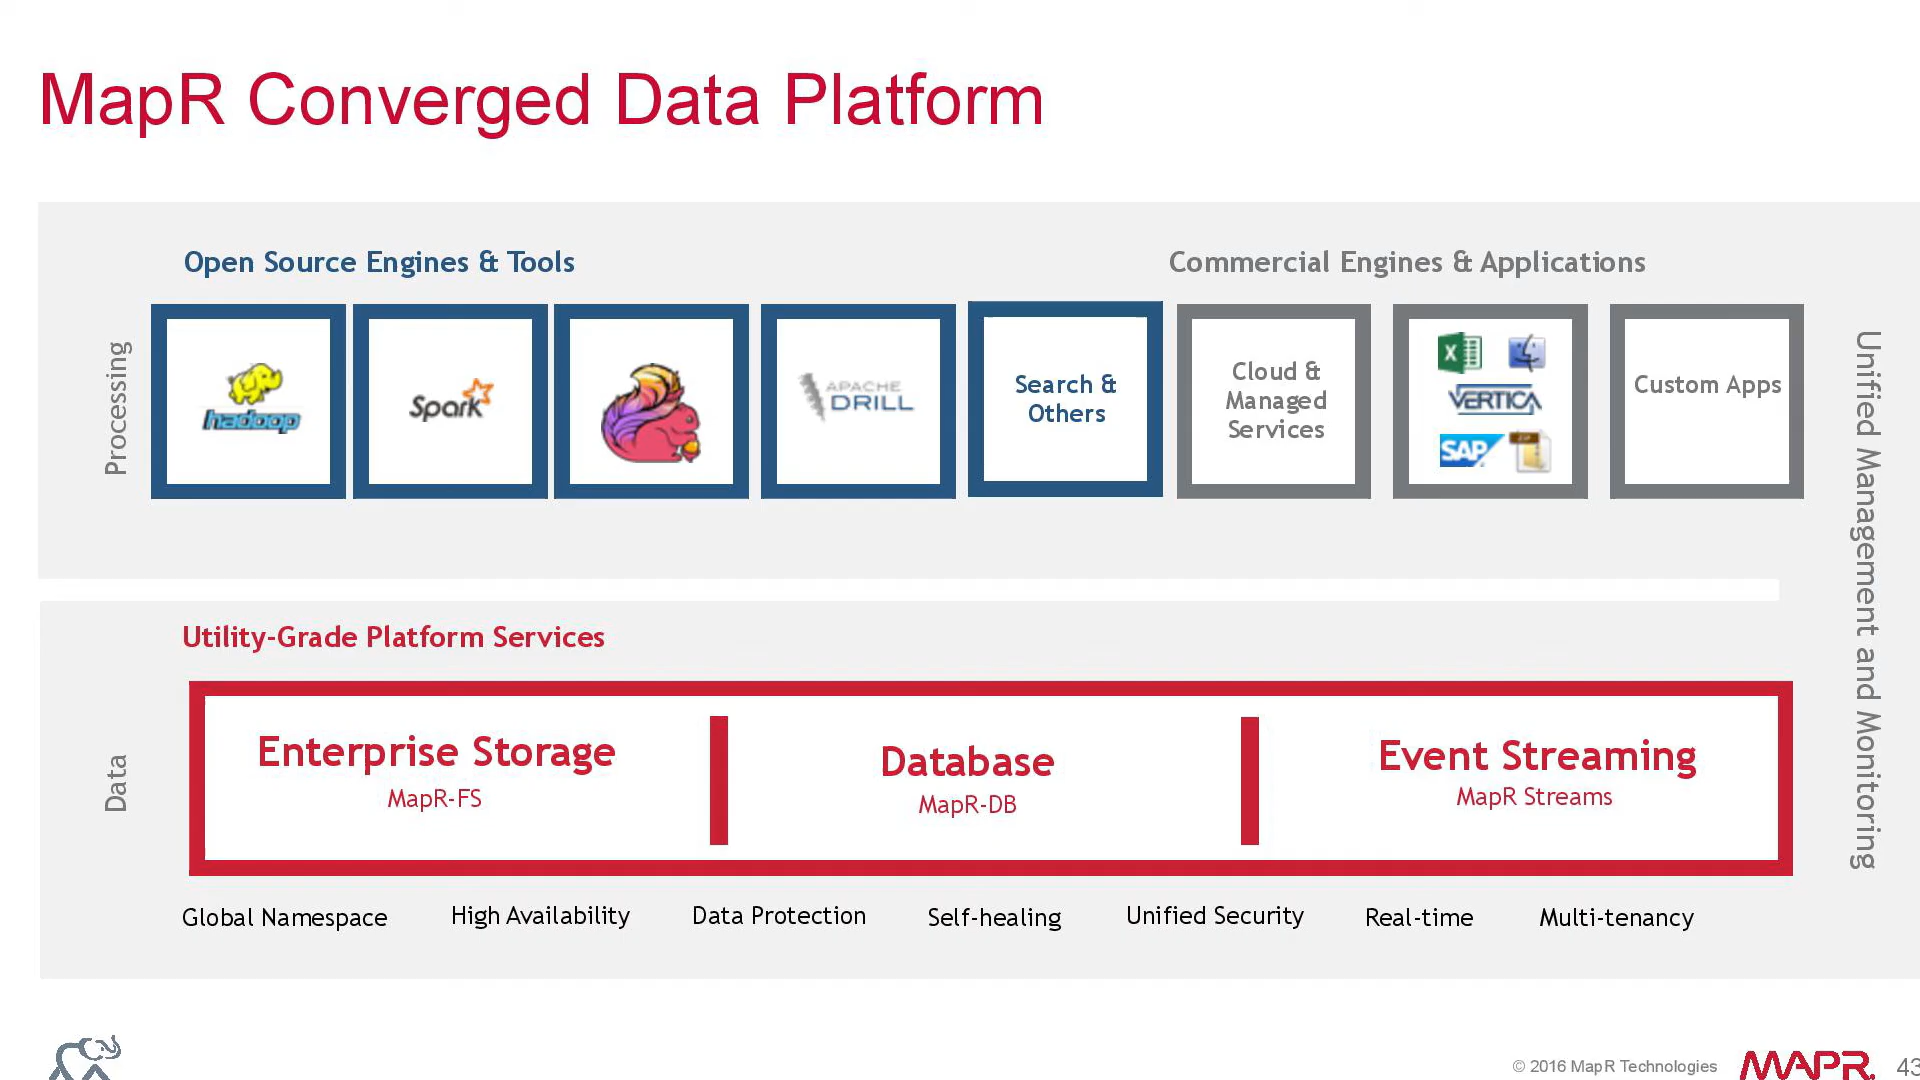 MapR Converged Data Platform
Open Source Engines & Tools
Commercial Engines & Applications
Processing
hadoop
Spark
APACHE
DRILL
Search &
Others
Cloud &
Managed
Services
X
VERTICA
SAP
ZIP
Custom Apps
Unified Management and Monitoring
Utility-Grade Platform Services
Data
Enterprise Storage
MapR-FS
Database
MapR-DB
Event Streaming
MapR Streams
Global Namespace
High Availability
Data Protection
Self-healing
Unified Security
Real-time
Multi-tenancy
© 2016 MapR Technologies
MAPR.
43